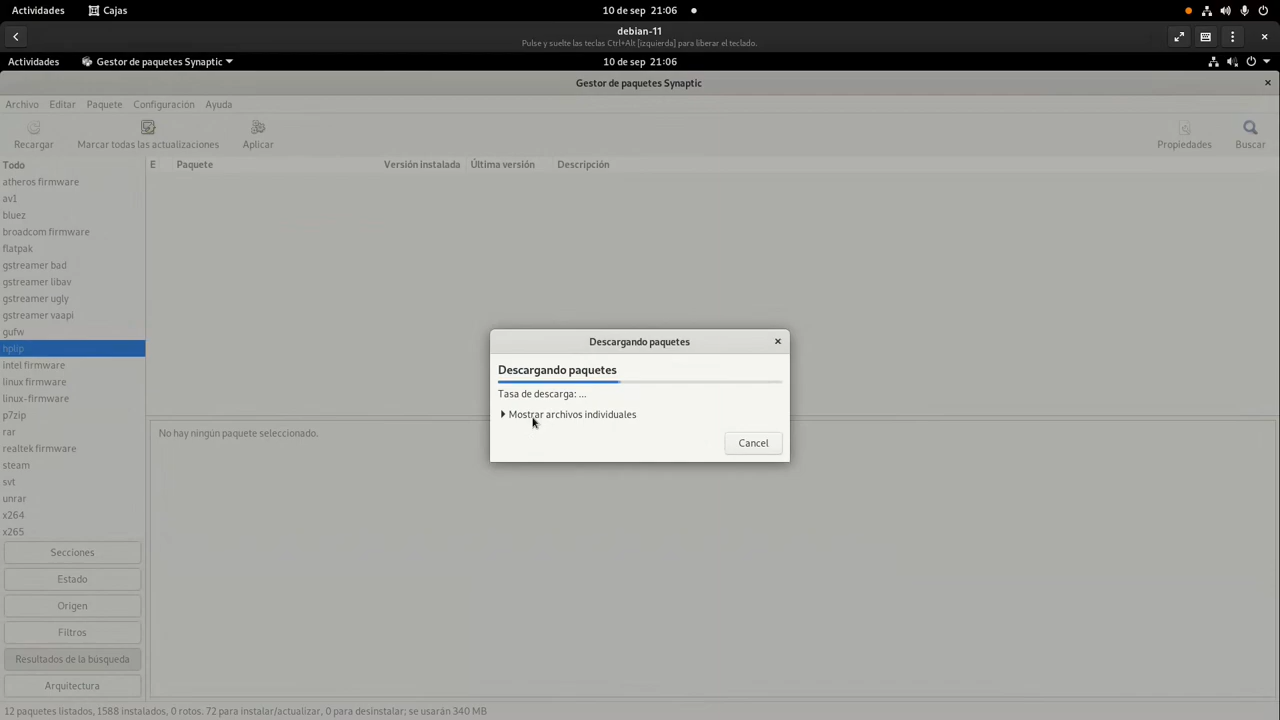 Actividades
Cajas
10 de sep 21:06
debian-11
Pulse y suelte las teclas Ctrl+Alt [izquierda] para liberar el teclado.
Actividades
Gestor de paquetes Synaptic
10 de sep 21:06
Gestor de paquetes Synaptic
Archivo Editar Paquete Configuración Ayuda
Recargar Marcar todas las actualizaciones Aplicar Propiedades Buscar
Todo
atheros firmware
av1
bluez
broadcom firmware
flatpak
gstreamer bad
gstreamer libav
gstreamer ugly
gstreamer vaapi
gufw
hplip
intel firmware
linux firmware
linux-firmware
p7zip
rar
realtek firmware
steam
svt
unrar
x264
x265
Secciones
Estado
Origen
Filtros
Resultados de la búsqueda
Arquitectura
E Paquete Versión instalada Última versión Descripción
No hay ningún paquete seleccionado.
Descargando paquetes
Descargando paquetes
Tasa de descarga: ...
Mostrar archivos individuales
Cancel
12 paquetes listados, 1588 instalados, 0 rotos. 72 para instalar/actualizar, 0 para desinstalar; se usarán 340 MB